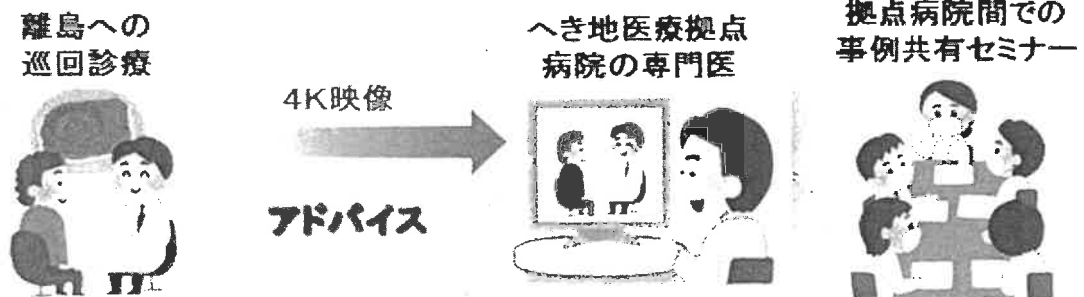 離島への
巡回診療
4K映像
アドバイス
へき地医療拠点
病院の専門医
拠点病院間での
事例共有セミナー